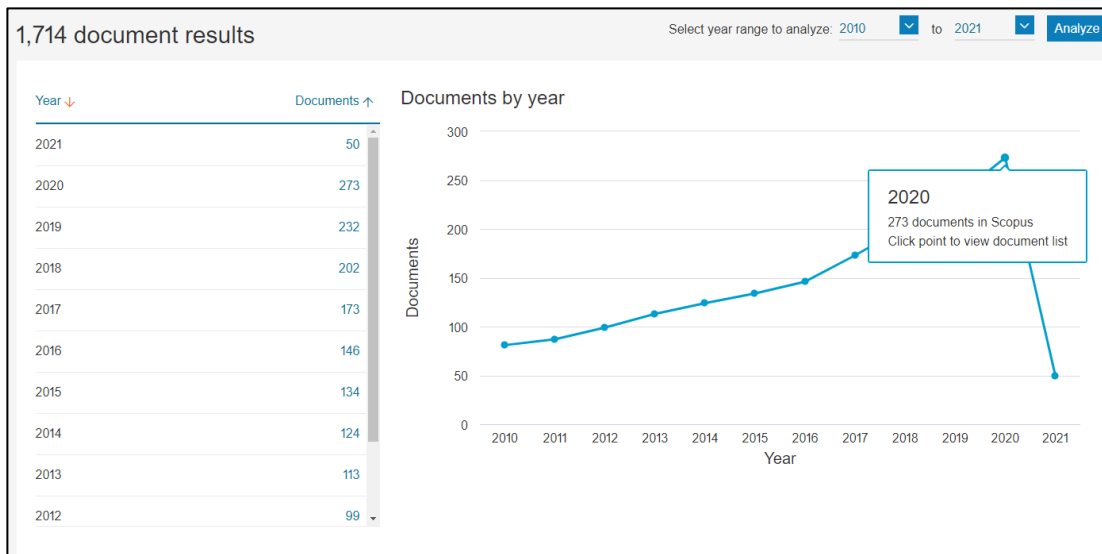 1,714 document results
Select year range to analyze: 2010 to 2021 Analyze
Year Documents
2021 50
2020 273
2019 232
2018 202
2017 173
2016 146
2015 134
2014 124
2013 113
2012 99
Documents by year
300
250
200
150
100
50
0
Documents
2020
273 documents in Scopus
Click point to view document list
2010 2011 2012 2013 2014 2015 2016 2017 2018 2019 2020 2021
Year